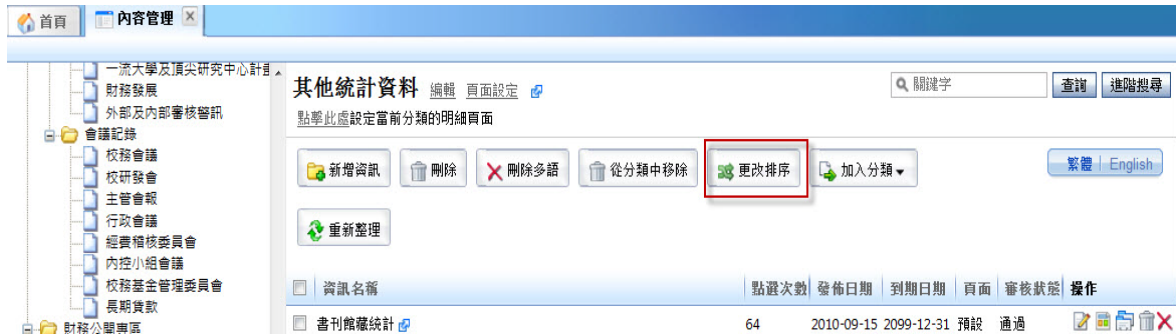 首頁
內容管理
一流大學及頂尖研究中心計畫
財務發展
外部及內部審核警訊
會議記錄
校務會議
校研發會
主管會報
行政會議
經費稽核委員會
內控小組會議
校務基金管理委員會
長期貸款
財務公開專區
其他統計資料 編輯 頁面設定
關鍵字 查詢 進階搜尋
點擊此處設定當前分類的明細頁面
新增資訊 刪除 刪除多語 從分類中移除 更改排序 加入分類
繁體 | English
重新整理
資訊名稱 點選次數 發佈日期 到期日期 頁面 審核狀態 操作
書刊館藏統計 64 2010-09-15 2099-12-31 預設 通過